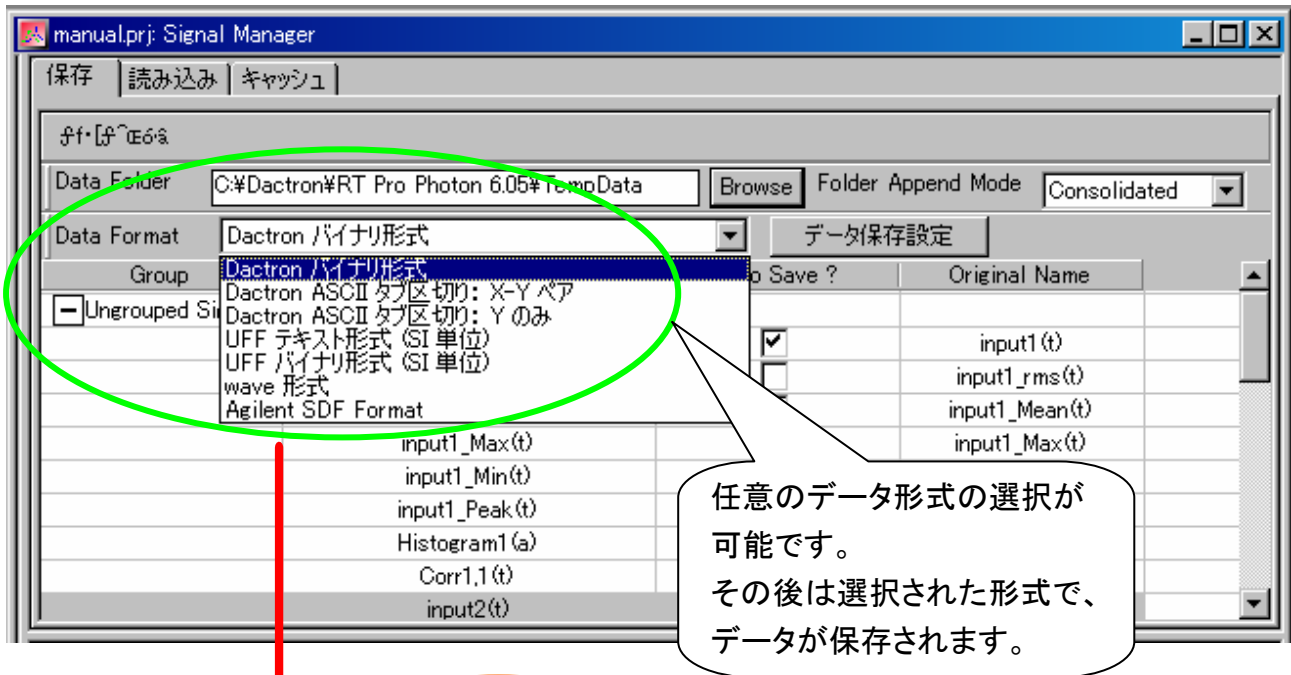 manual.prj: Signal Manager
保存 読み込み キャッシュ
Data Folder C:¥Dactron¥RT Pro Photon 6.05¥TempData Browse Folder Append Mode Consolidated
Data Format Dactron バイナリ形式 データ保存設定
Group o Save ? Original Name
Dactron バイナリ形式
Dactron ASCII タブ区切り: X-Y ペア
Dactron ASCII タブ区切り: Y のみ
UFF テキスト形式 (SI 単位)
UFF バイナリ形式 (SI 単位)
wave 形式
Agilent SDF Format
Ungrouped Si
input1(t)
input1_rms(t)
input1_Mean(t)
input1_Max(t) input1_Max(t)
input1_Min(t)
input1_Peak(t)
Histogram1(a)
Corr1,1(t)
input2(t)
任意のデータ形式の選択が
可能です。
その後は選択された形式で、
データが保存されます。